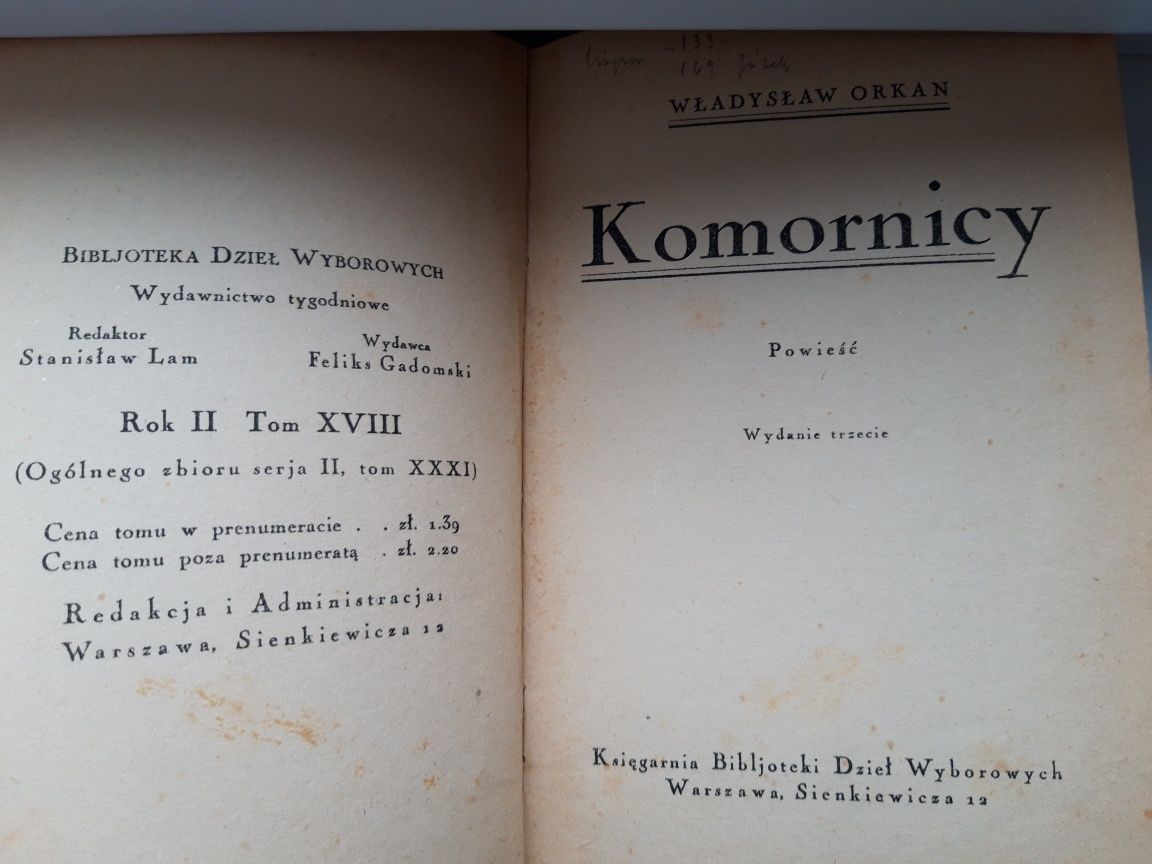 BIBLJOTEKA DZIEŁ WYBOROWYCH
Wydawnictwo tygodniowe
Redaktor
Stanisław Lam
Wydawca
Feliks Gadomski
Rok II Tom XVIII
(Ogólnego zbioru serja II, tom XXXI)
Cena tomu w prenumeracie . . zł. 1.39
Cena tomu poza prenumeratą . zł. 2.20
Redakcja i Administracja:
Warszawa, Sienkiewicza 12
133
169
WŁADYSŁAW ORKAN
Komornicy
Powieść
Wydanie trzecie
Księgarnia Bibljoteki Dzieł Wyborowych
Warszawa, Sienkiewicza 12